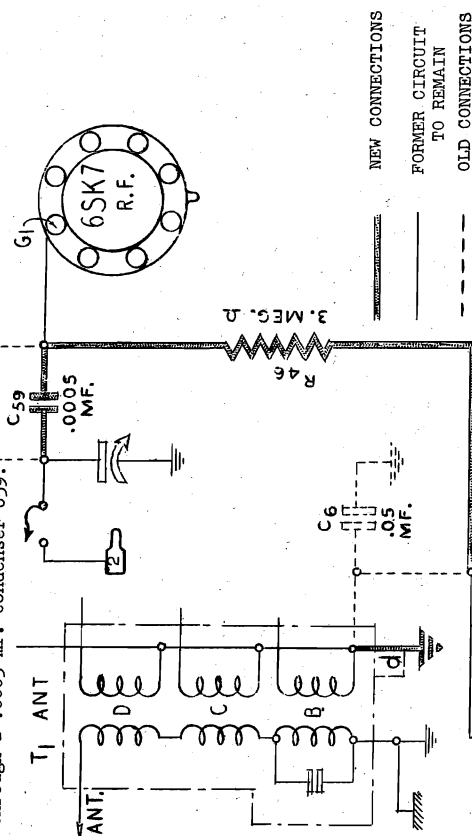 through a .0005 mf. condenser C59.
G1
6SK7
R.F.
C59
.0005
MF.
3. MEG. Ω
R46
2
C6
.05
MF.
T1 ANT
ANT.
D
C
B
d
NEW CONNECTIONS
FORMER CIRCUIT
TO REMAIN
OLD CONNECTIONS